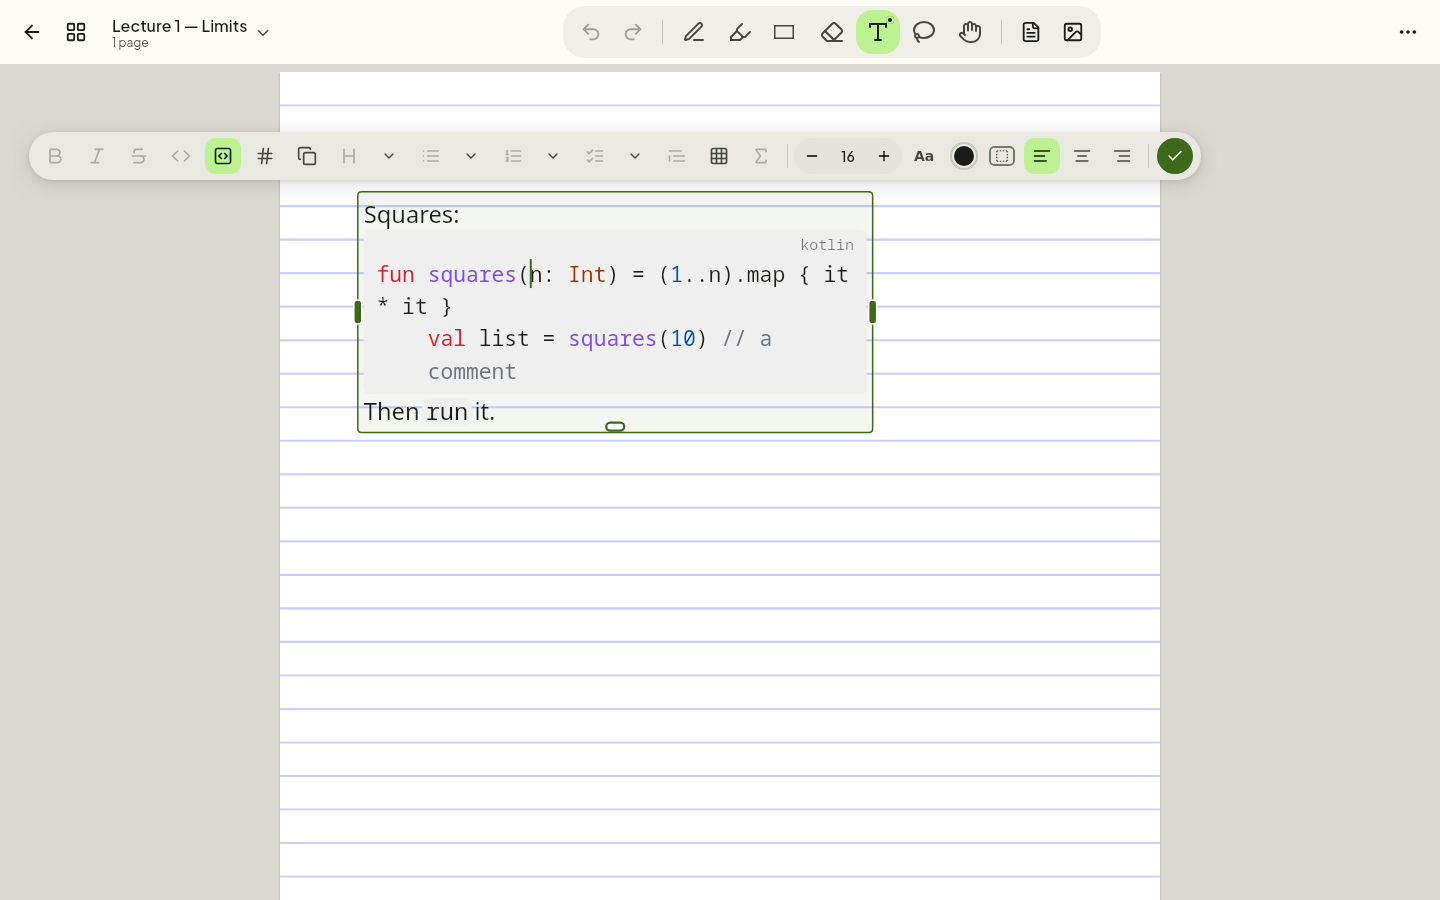 Lecture 1 — Limits
1 page
16
Aa
Squares:
kotlin
fun squares(n: Int) = (1..n).map { it
* it }
    val list = squares(10) // a
    comment
Then run it.